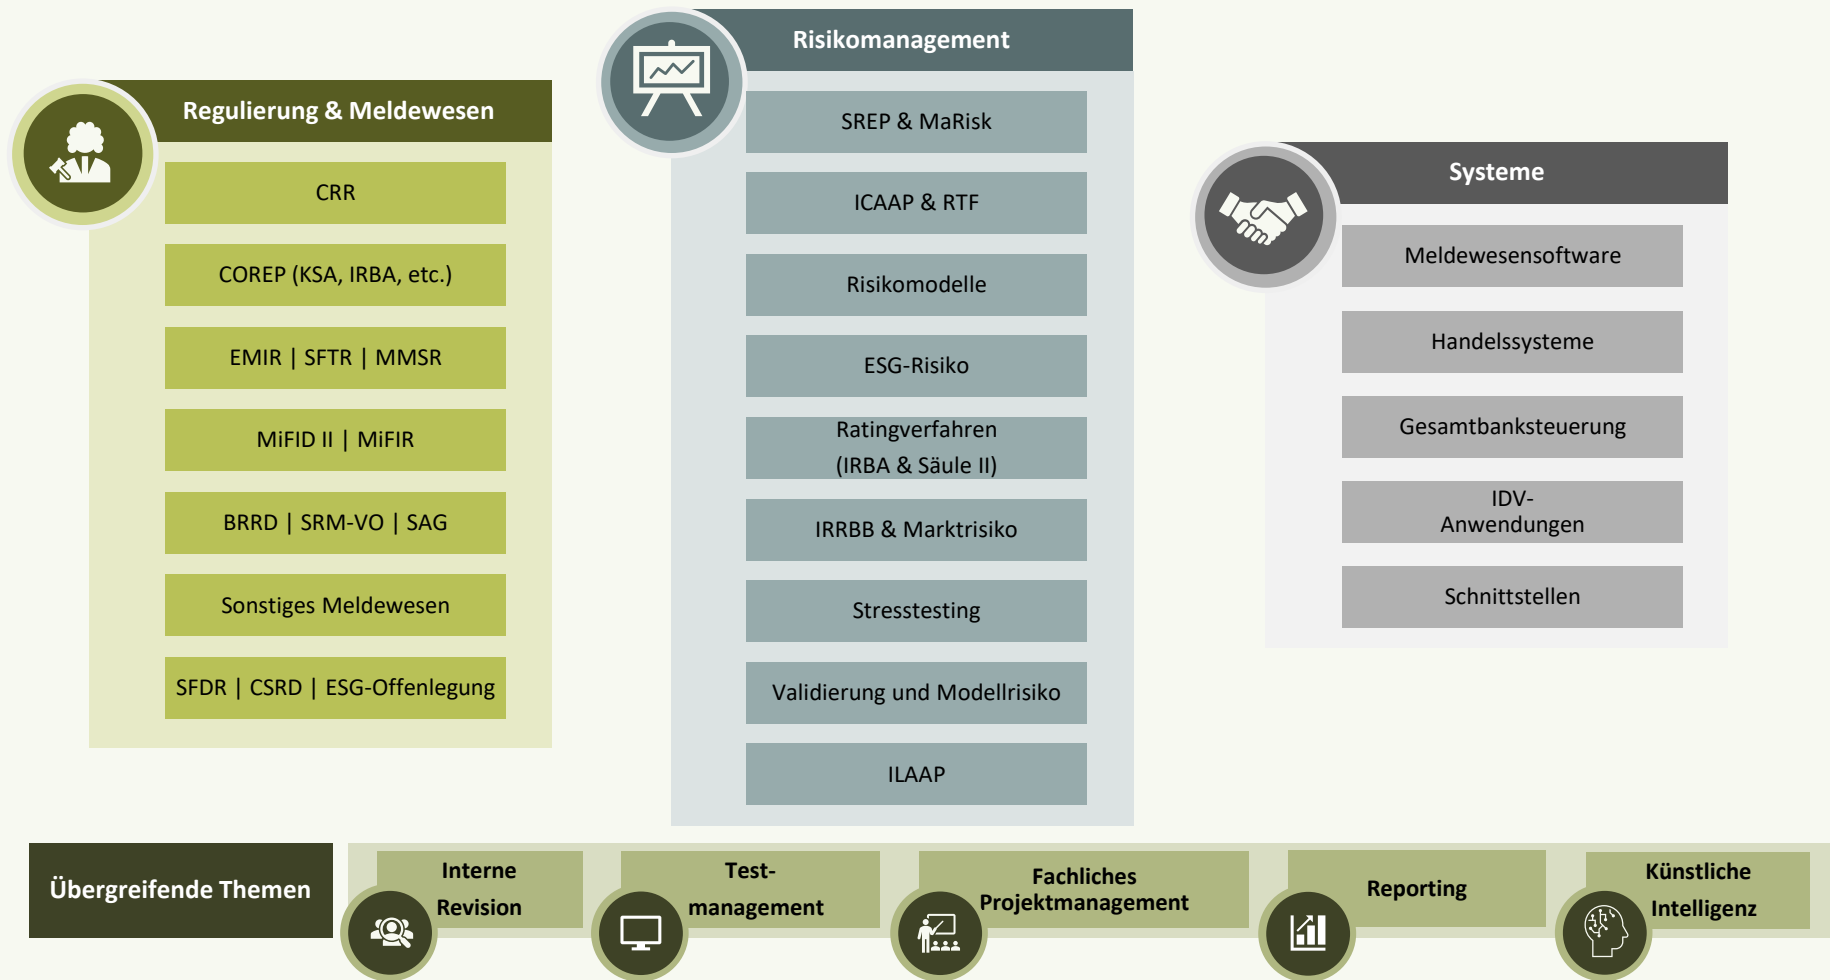 Regulierung & Meldewesen
CRR
COREP (KSA, IRBA, etc.)
EMIR | SFTR | MMSR
MiFID II | MiFIR
BRRD | SRM-VO | SAG
Sonstiges Meldewesen
SFDR | CSRD | ESG-Offenlegung
Risikomanagement
SREP & MaRisk
ICAAP & RTF
Risikomodelle
ESG-Risiko
Ratingverfahren
(IRBA & Säule II)
IRRBB & Marktrisiko
Stresstesting
Validierung und Modellrisiko
ILAAP
Systeme
Meldewesensoftware
Handelssysteme
Gesamtbanksteuerung
IDV-
Anwendungen
Schnittstellen
Übergreifende Themen
Interne
Revision
Test-
management
Fachliches
Projektmanagement
Reporting
Künstliche
Intelligenz